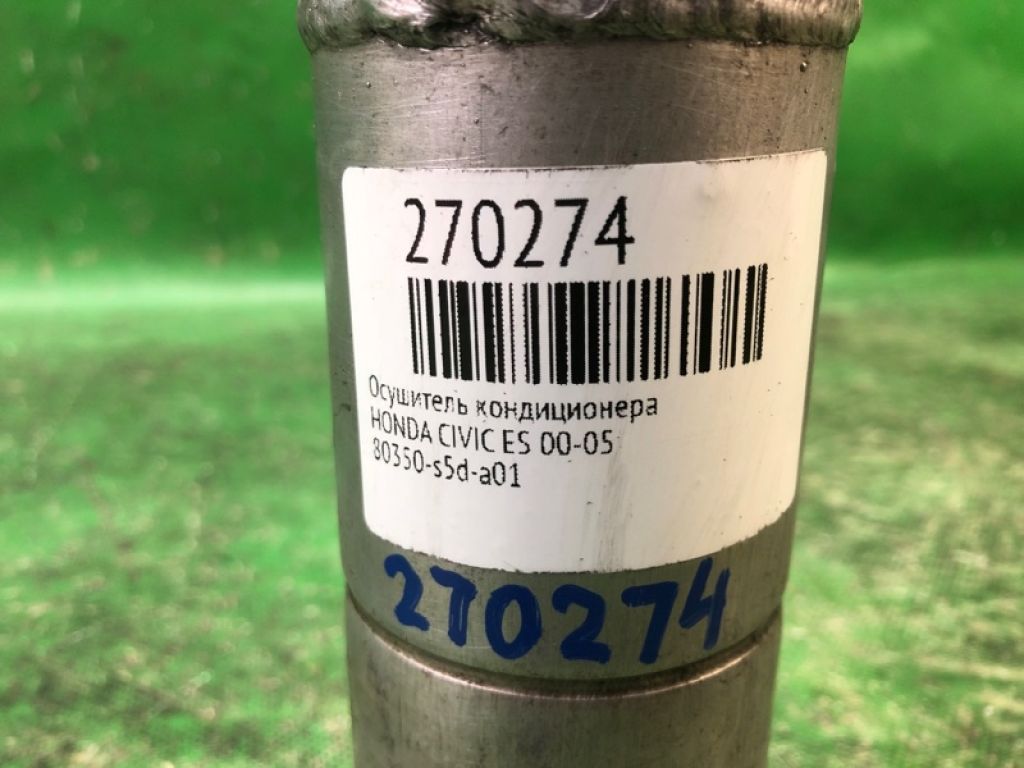 270274
Осушитель кондиционера
HONDA CIVIC ES 00-05
80350-s5d-a01
270274